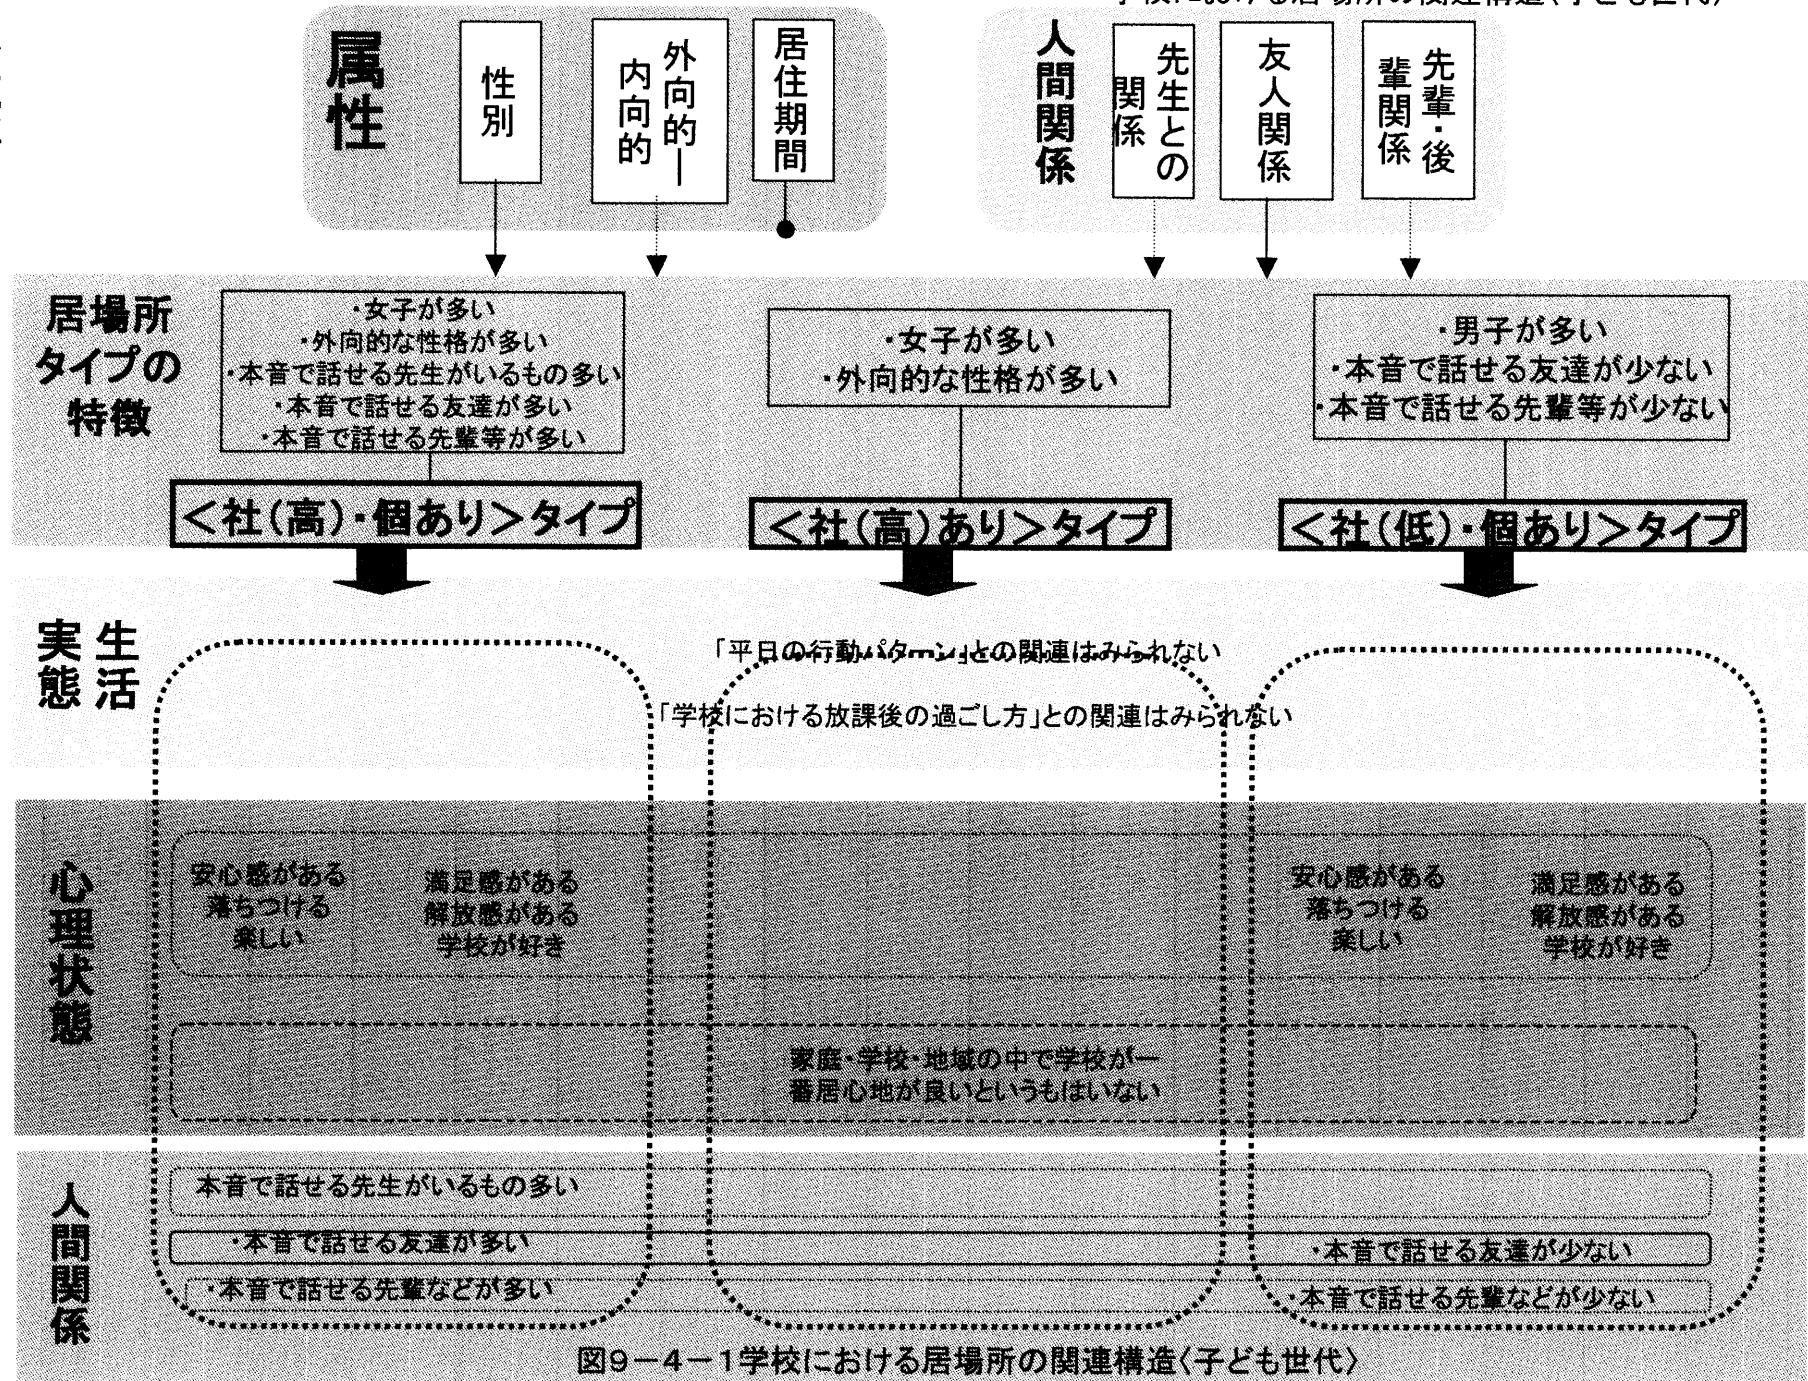 学校における居場所の関連構造〈子ども世代〉
属性
性別
外向的―
内向的
居住期間
人間関係
先生との
関係
友人関係
先輩・後
輩関係
居場所
タイプの
特徴
・女子が多い
・外向的な性格が多い
・本音で話せる先生がいるもの多い
・本音で話せる友達が多い
・本音で話せる先輩等が多い
・女子が多い
・外向的な性格が多い
・男子が多い
・本音で話せる友達が少ない
・本音で話せる先輩等が少ない
＜社（高）・個あり＞タイプ
＜社（高）あり＞タイプ
＜社（低）・個あり＞タイプ
生活
実態
「平日の行動パターン」との関連はみられない
「学校における放課後の過ごし方」との関連はみられない
心理状態
安心感がある
落ちつける
楽しい
満足感がある
解放感がある
学校が好き
安心感がある
落ちつける
楽しい
満足感がある
解放感がある
学校が好き
家庭・学校・地域の中で学校が一
番居心地が良いというもはいない
人間関係
本音で話せる先生がいるもの多い
・本音で話せる友達が多い
・本音で話せる友達が少ない
・本音で話せる先輩などが多い
・本音で話せる先輩などが少ない
図９－４－１学校における居場所の関連構造〈子ども世代〉